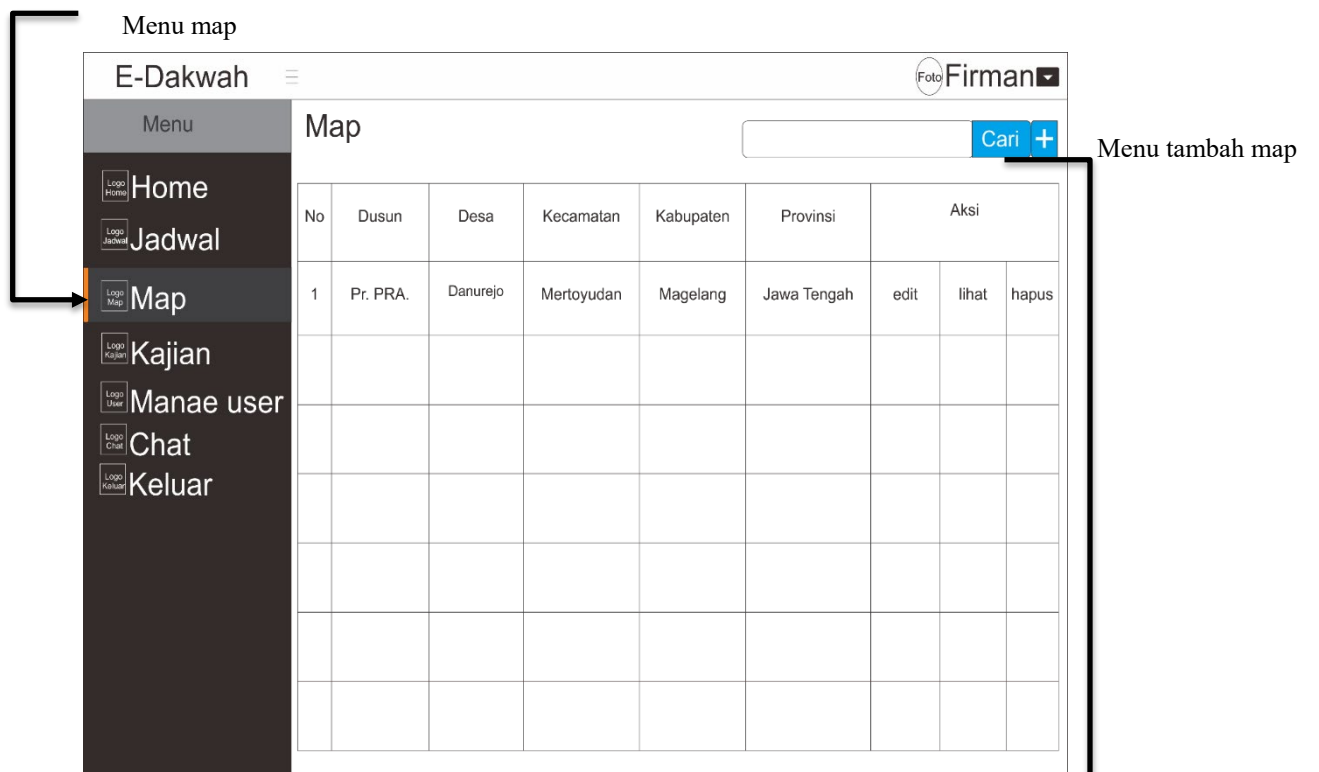 Menu map
E-Dakwah
Foto Firman
Menu
Map
Cari +
Menu tambah map
Logo Home Home
Logo Jadwal Jadwal
Logo Map Map
Logo Kajian Kajian
Logo User Manae user
Logo Chat Chat
Logo Keluar Keluar
No Dusun Desa Kecamatan Kabupaten Provinsi Aksi
1 Pr. PRA. Danurejo Mertoyudan Magelang Jawa Tengah edit lihat hapus